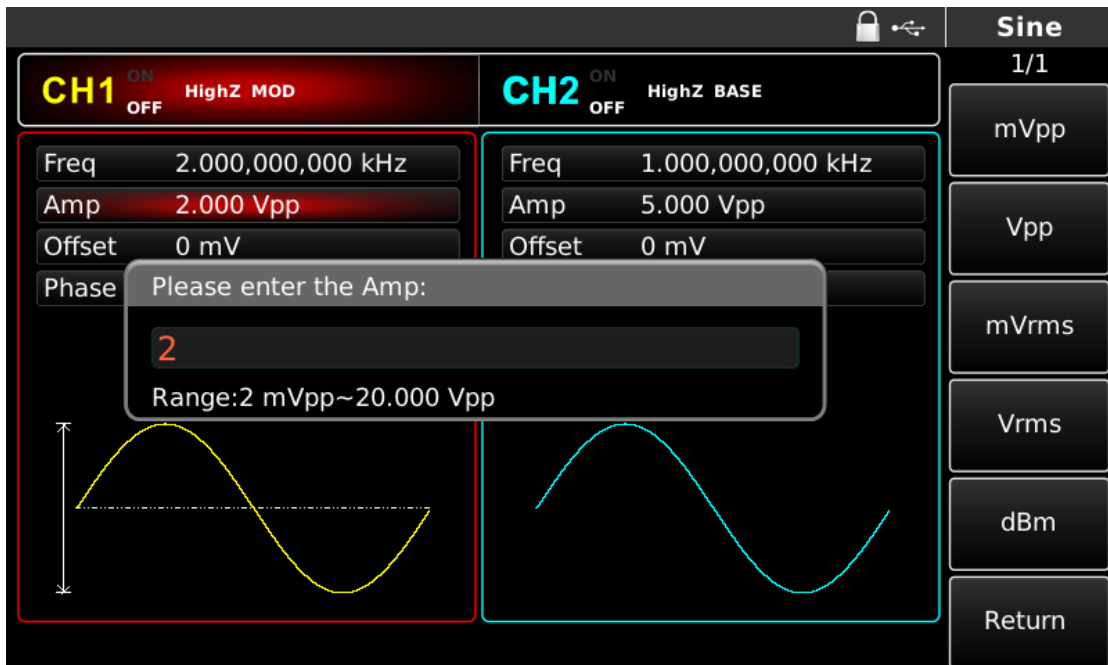 Sine
1/1
CH1 ON OFF HighZ MOD
CH2 ON OFF HighZ BASE
Freq 2.000,000,000 kHz
Amp 2.000 Vpp
Offset 0 mV
Phase
Freq 1.000,000,000 kHz
Amp 5.000 Vpp
Offset 0 mV
Please enter the Amp:
2
Range:2 mVpp~20.000 Vpp
mVpp
Vpp
mVrms
Vrms
dBm
Return